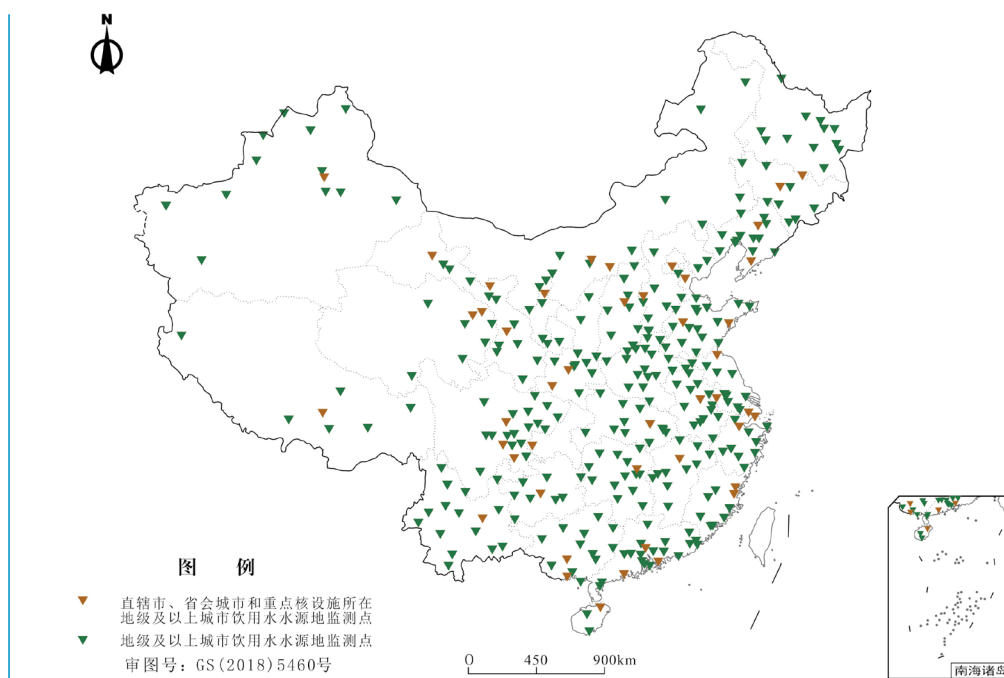 N
图 例
直辖市、省会城市和重点核设施所在
地级及以上城市饮用水水源地监测点
地级及以上城市饮用水水源地监测点
审图号：GS(2018)5460号
0 450 900km
南海诸岛